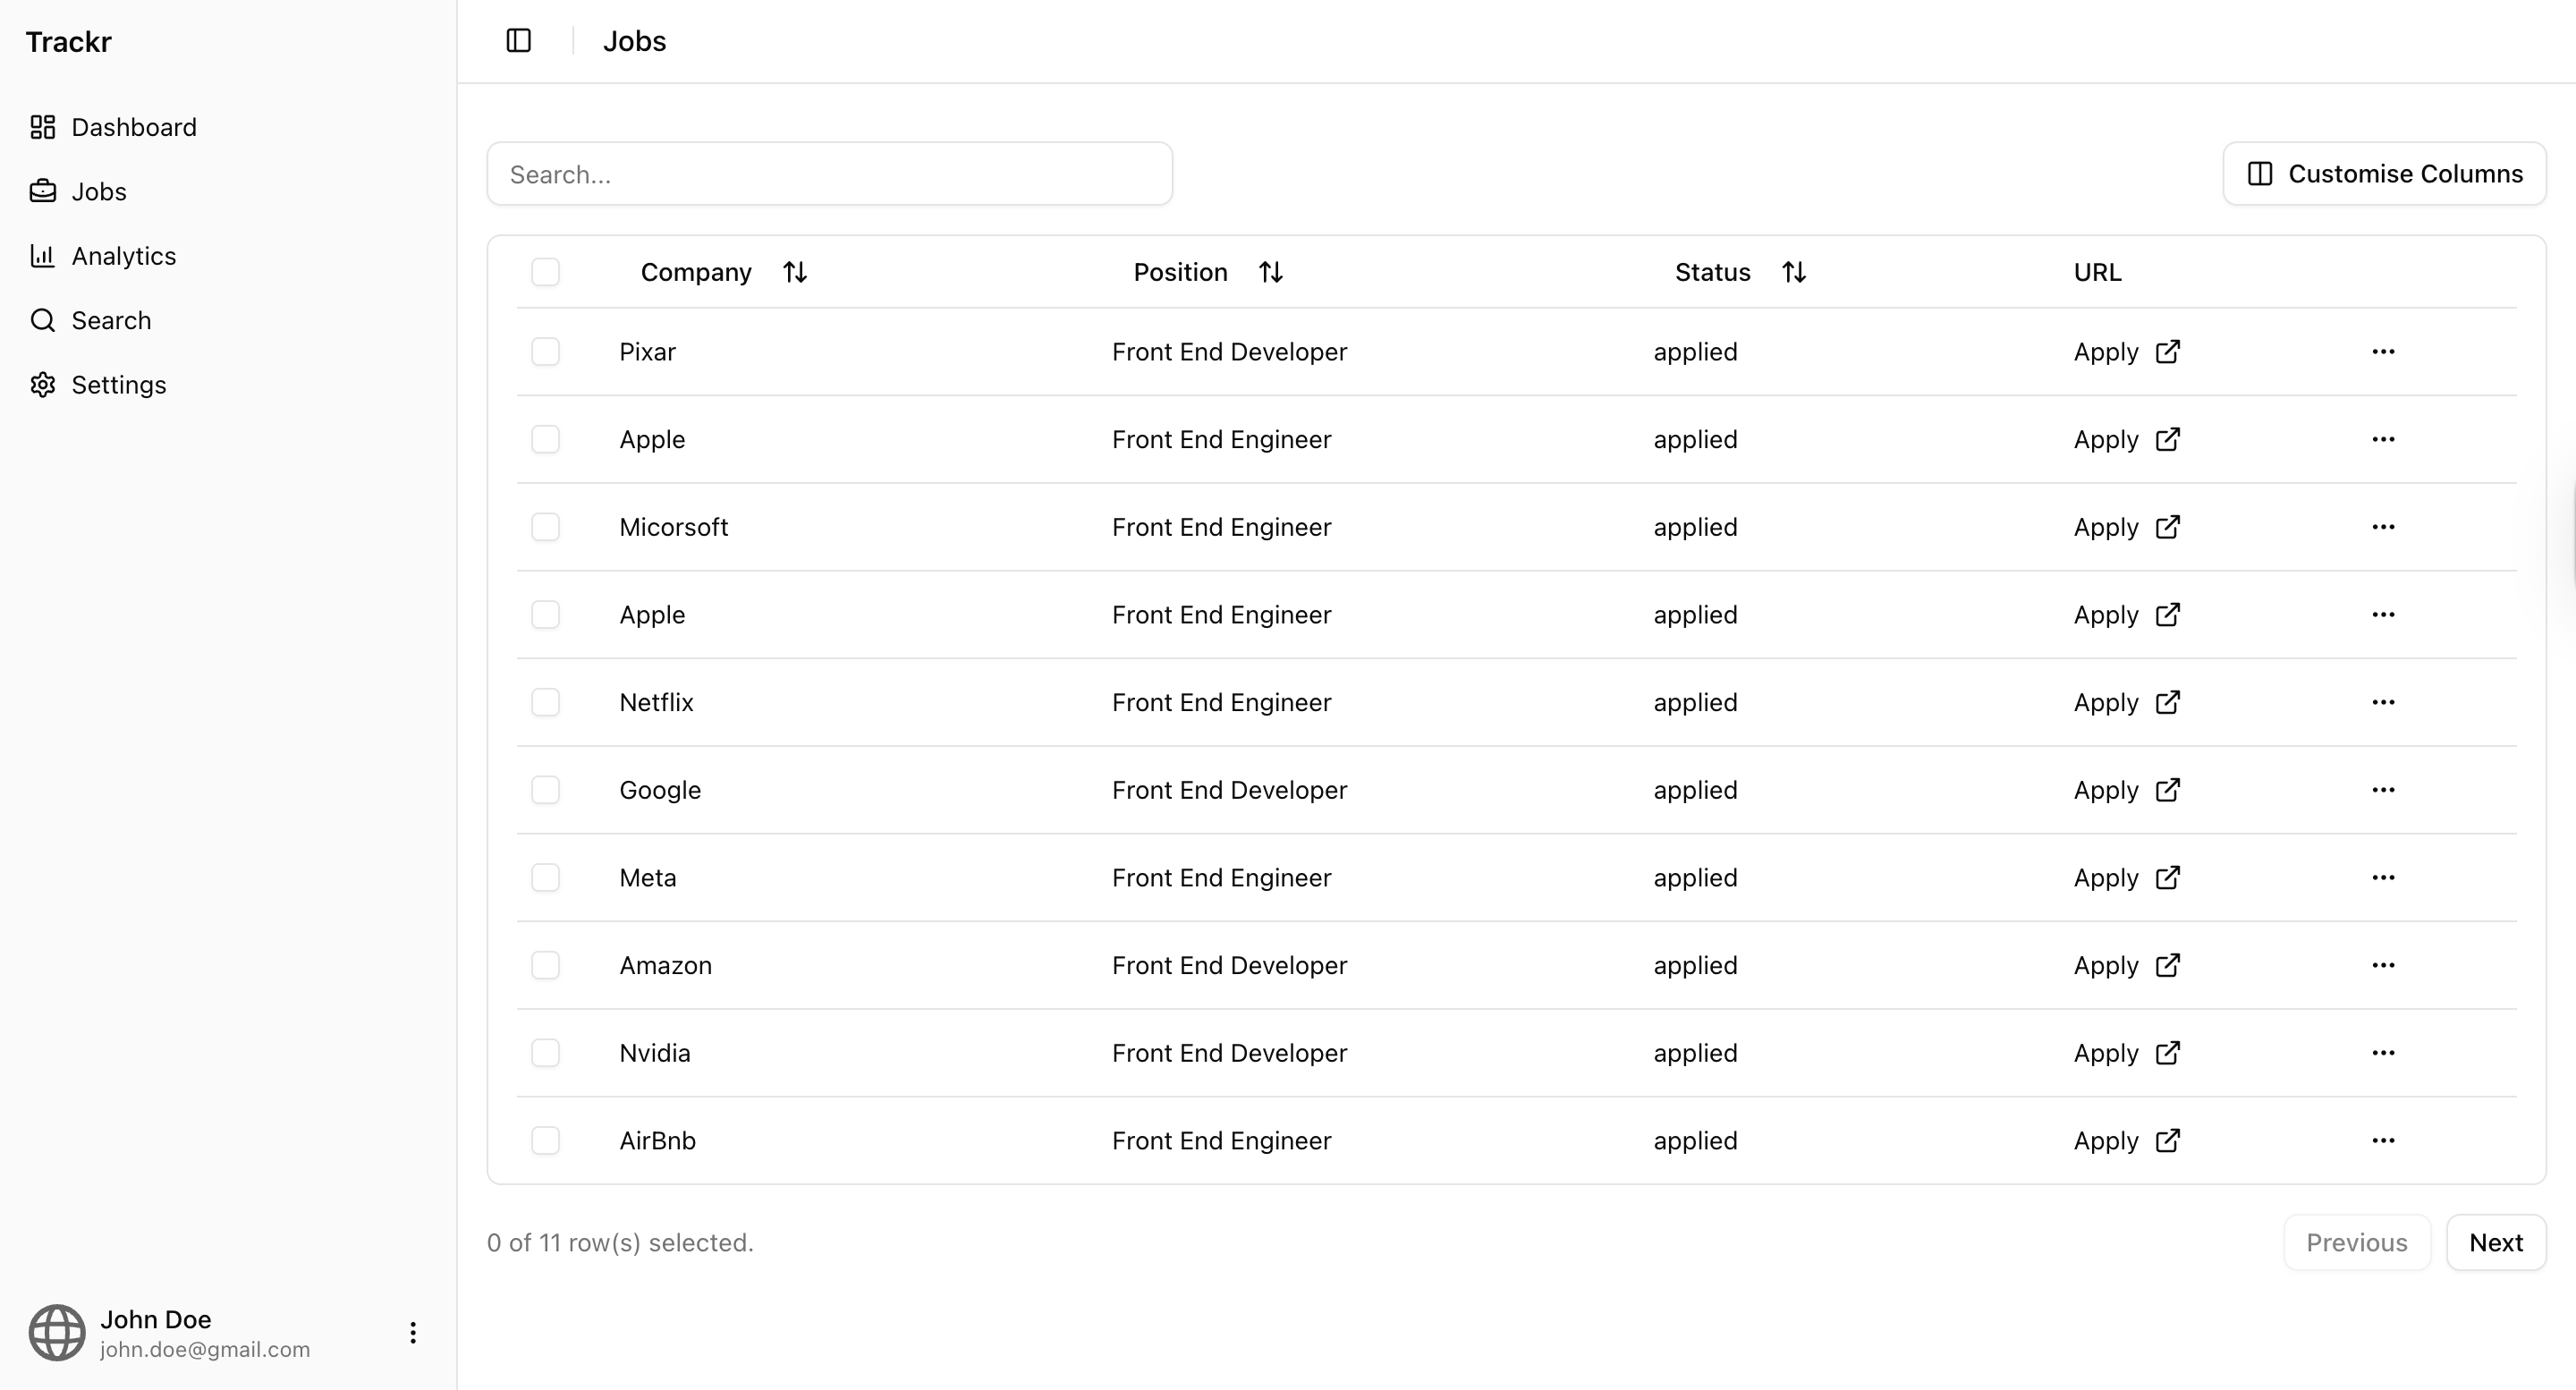 Trackr
Dashboard
Jobs
Analytics
Search
Settings
John Doe
john.doe@gmail.com
Jobs
Search...
Customise Columns
Company Position Status URL
Pixar Front End Developer applied Apply
Apple Front End Engineer applied Apply
Micorsoft Front End Engineer applied Apply
Apple Front End Engineer applied Apply
Netflix Front End Engineer applied Apply
Google Front End Developer applied Apply
Meta Front End Engineer applied Apply
Amazon Front End Developer applied Apply
Nvidia Front End Developer applied Apply
AirBnb Front End Engineer applied Apply
0 of 11 row(s) selected.
Previous Next